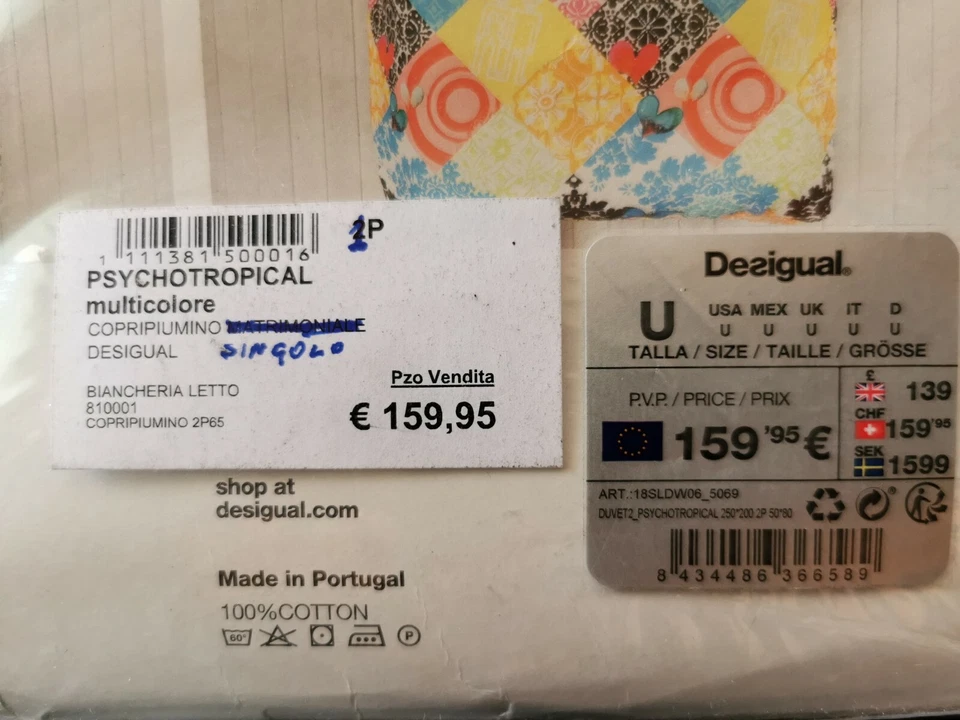 1 111381 500016
2P
PSYCHOTROPICAL
multicolore
COPRIPIUMINO MATRIMONIALE
DESIGUAL SINGOLO
BIANCHERIA LETTO
810001
COPRIPIUMINO 2P65
Pzo Vendita
€ 159,95
shop at
desigual.com
Made in Portugal
100%COTTON
60°
P
Desigual®
U
USA MEX UK IT D
U U U U U
TALLA / SIZE / TAILLE / GRÖSSE
P.V.P. / PRICE / PRIX
159'95€
£ 139
CHF 159'95
SEK 1599
ART.:18SLDW06_5069
DUVET2_PSYCHOTROPICAL 250*200 2P 50*80
8 434486 366589